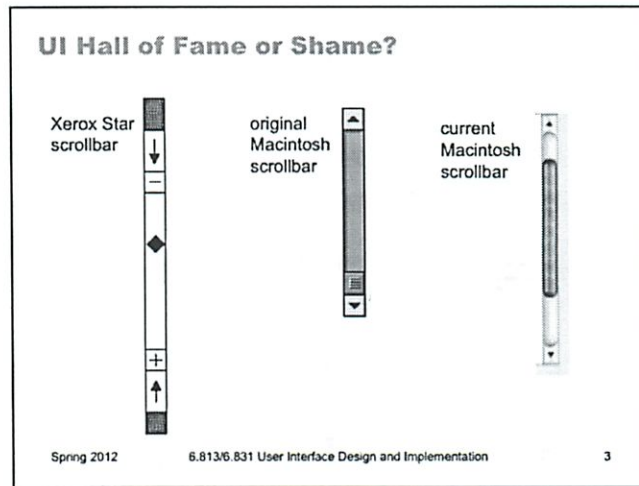 UI Hall of Fame or Shame?
Xerox Star
scrollbar
original
Macintosh
scrollbar
current
Macintosh
scrollbar
Spring 2012
6.813/6.831 User Interface Design and Implementation
3